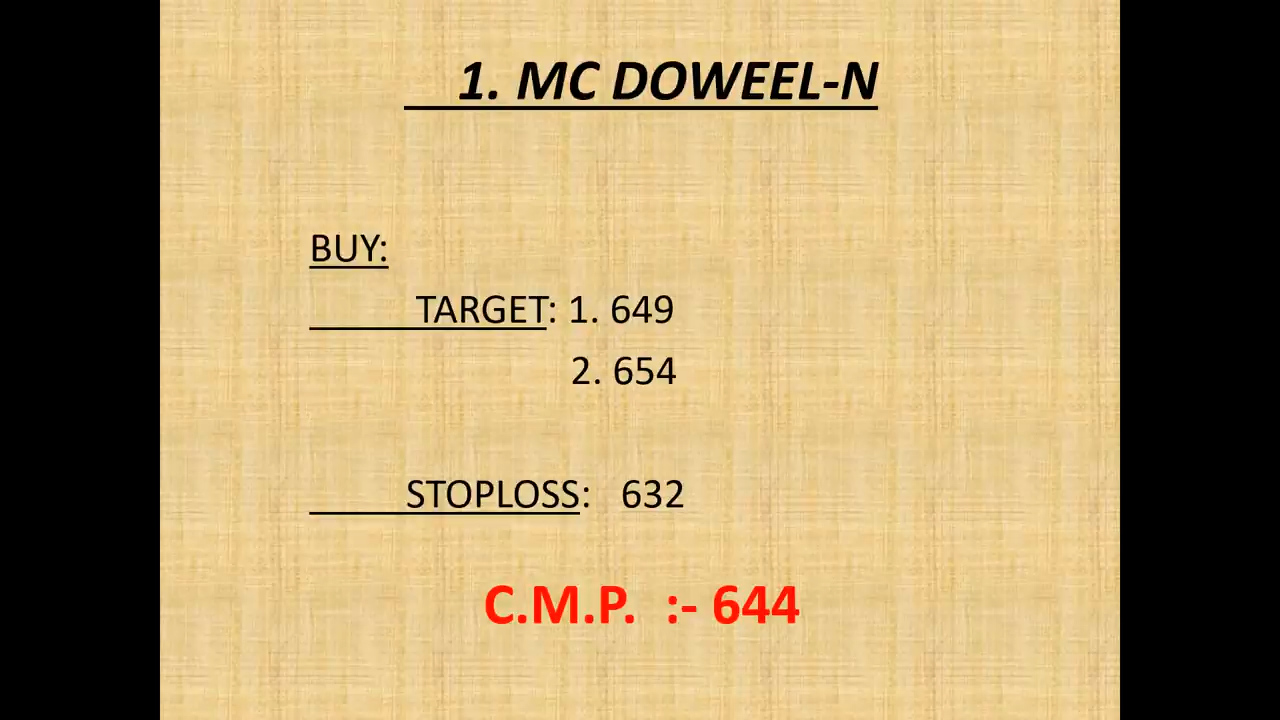 1. MC DOWEEL-N
BUY:
TARGET: 1. 649
2. 654
STOPLOSS: 632
C.M.P. :- 644